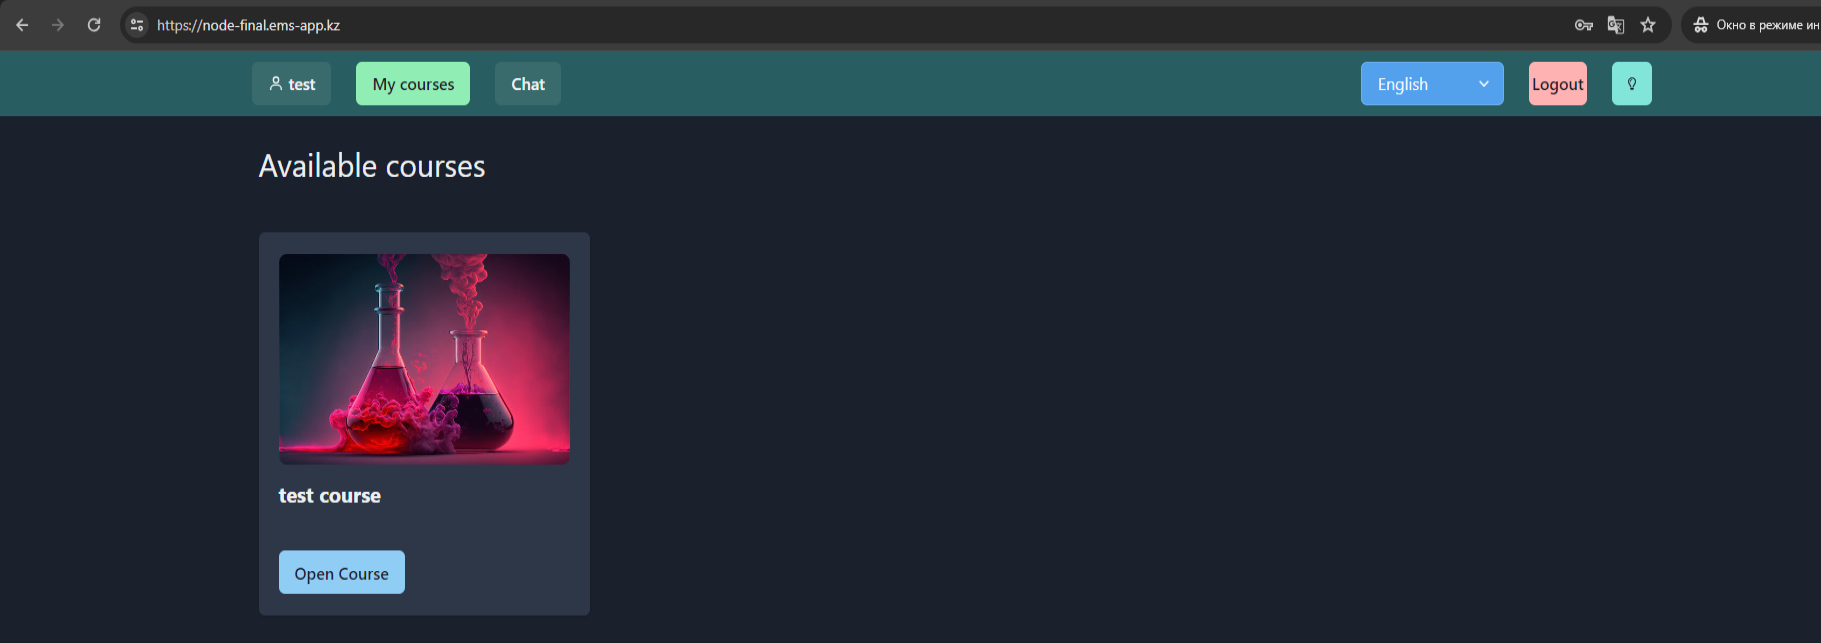 https://node-final.ems-app.kz
Окно в режиме ин
test
My courses
Chat
English
Logout
Available courses
test course
Open Course